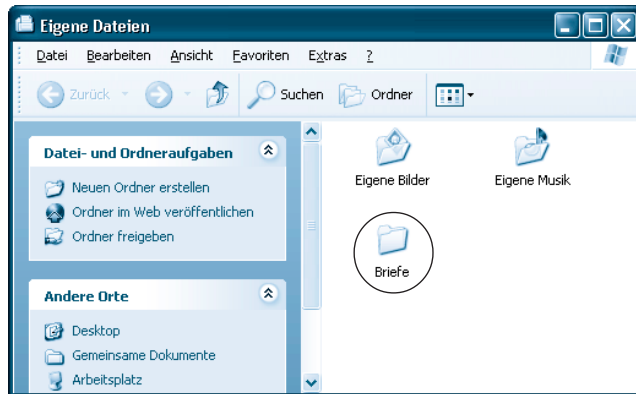 Eigene Dateien
Datei Bearbeiten Ansicht Favoriten Extras ?
Zurück Suchen Ordner
Datei- und Ordneraufgaben
Neuen Ordner erstellen
Ordner im Web veröffentlichen
Ordner freigeben
Andere Orte
Desktop
Gemeinsame Dokumente
Arbeitsplatz
Eigene Bilder Eigene Musik
Briefe